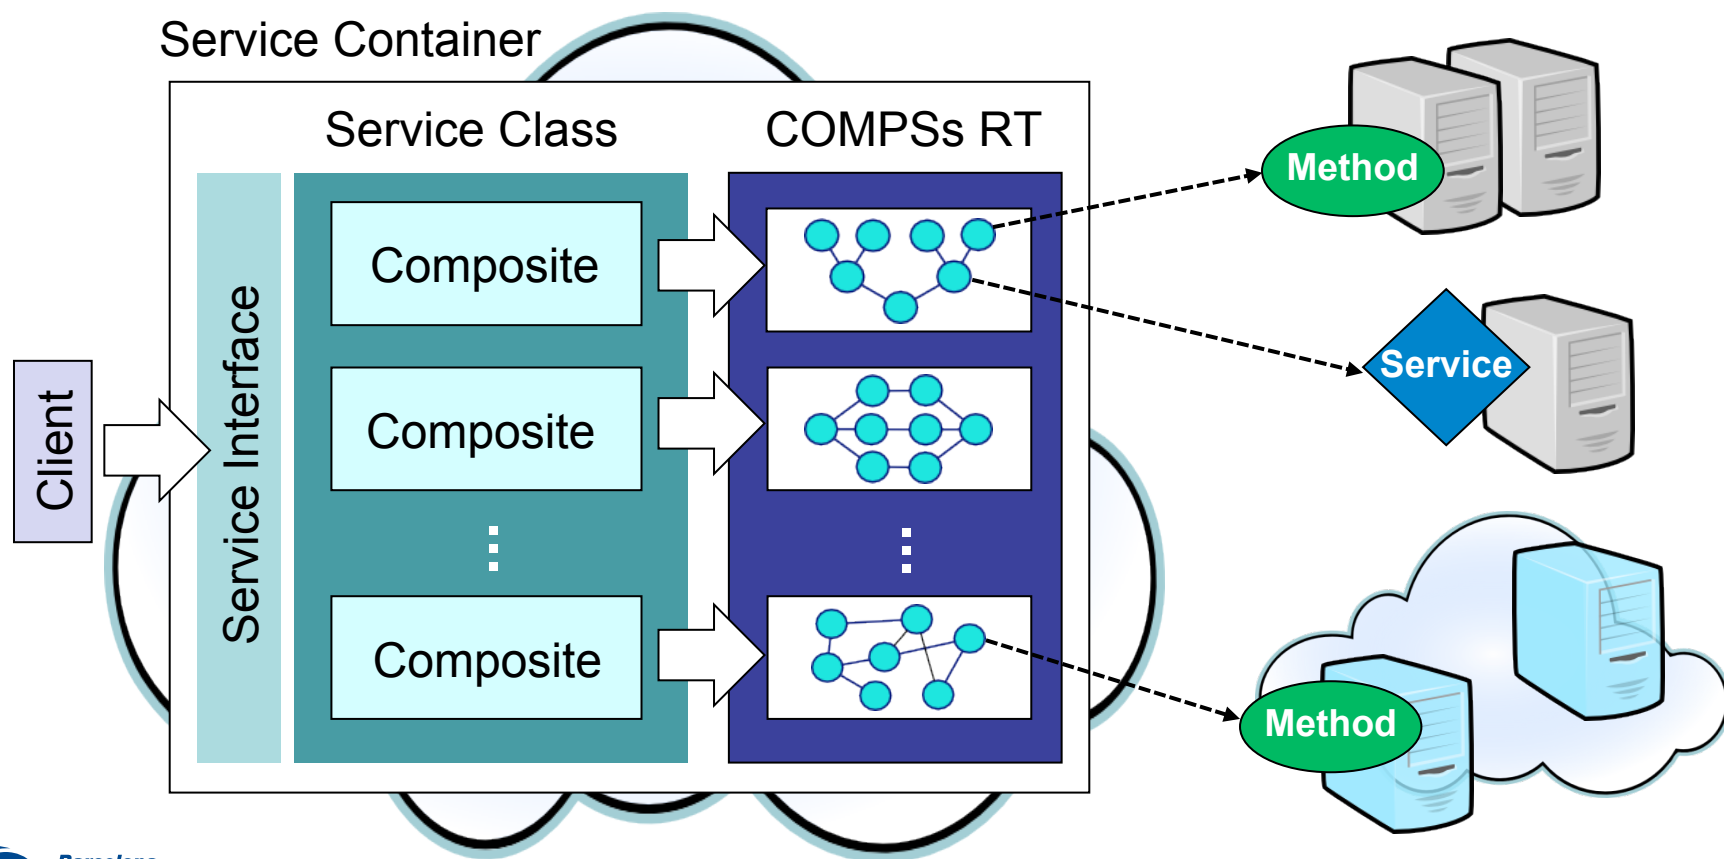 Service Container
Service Class
COMPSs RT
Client
Service Interface
Composite
Composite
Composite
Method
Service
Method